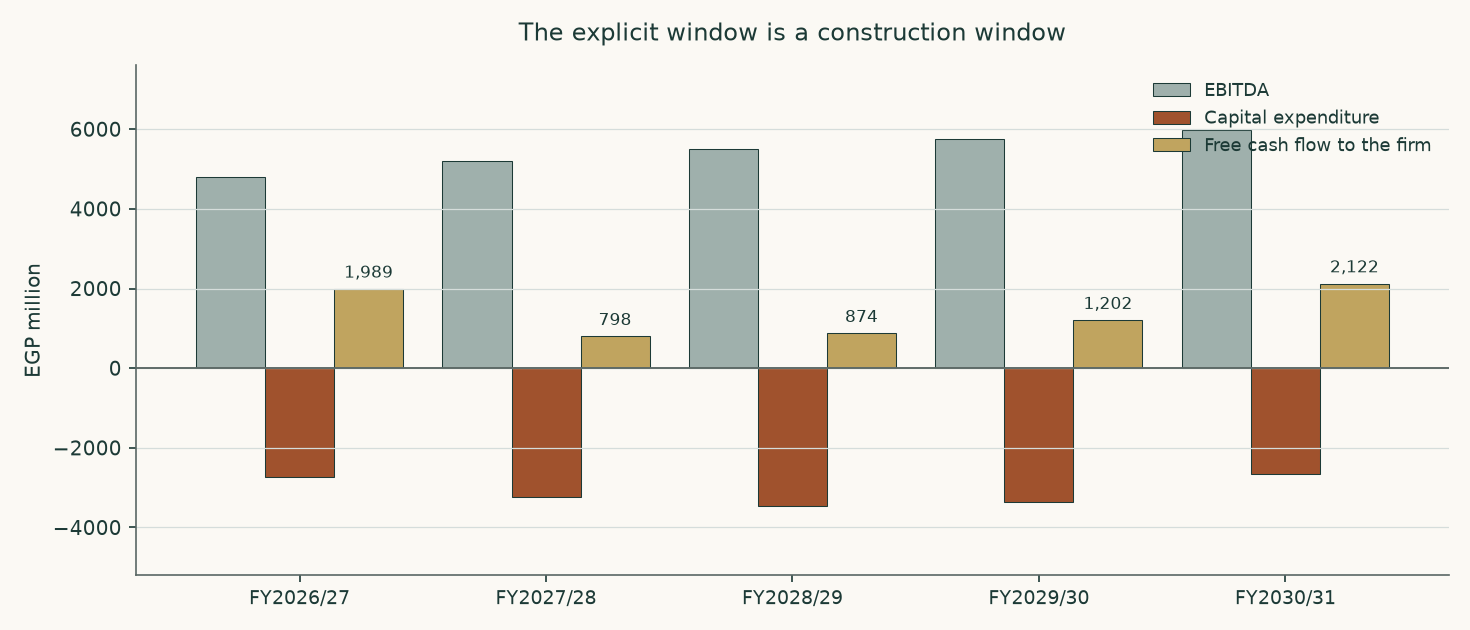 The explicit window is a construction window
EBITDA
Capital expenditure
Free cash flow to the firm
EGP million
6000
4000
2000
0
−2000
−4000
1,989
798
874
1,202
2,122
FY2026/27
FY2027/28
FY2028/29
FY2029/30
FY2030/31